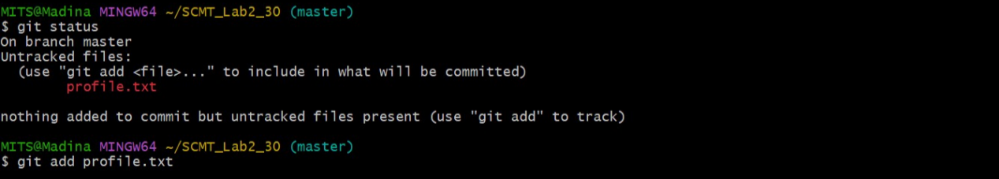 MITS@Madina MINGW64 ~/SCMT_Lab2_30 (master)
$ git status
On branch master
Untracked files:
  (use "git add <file>..." to include in what will be committed)
        profile.txt

nothing added to commit but untracked files present (use "git add" to track)

MITS@Madina MINGW64 ~/SCMT_Lab2_30 (master)
$ git add profile.txt